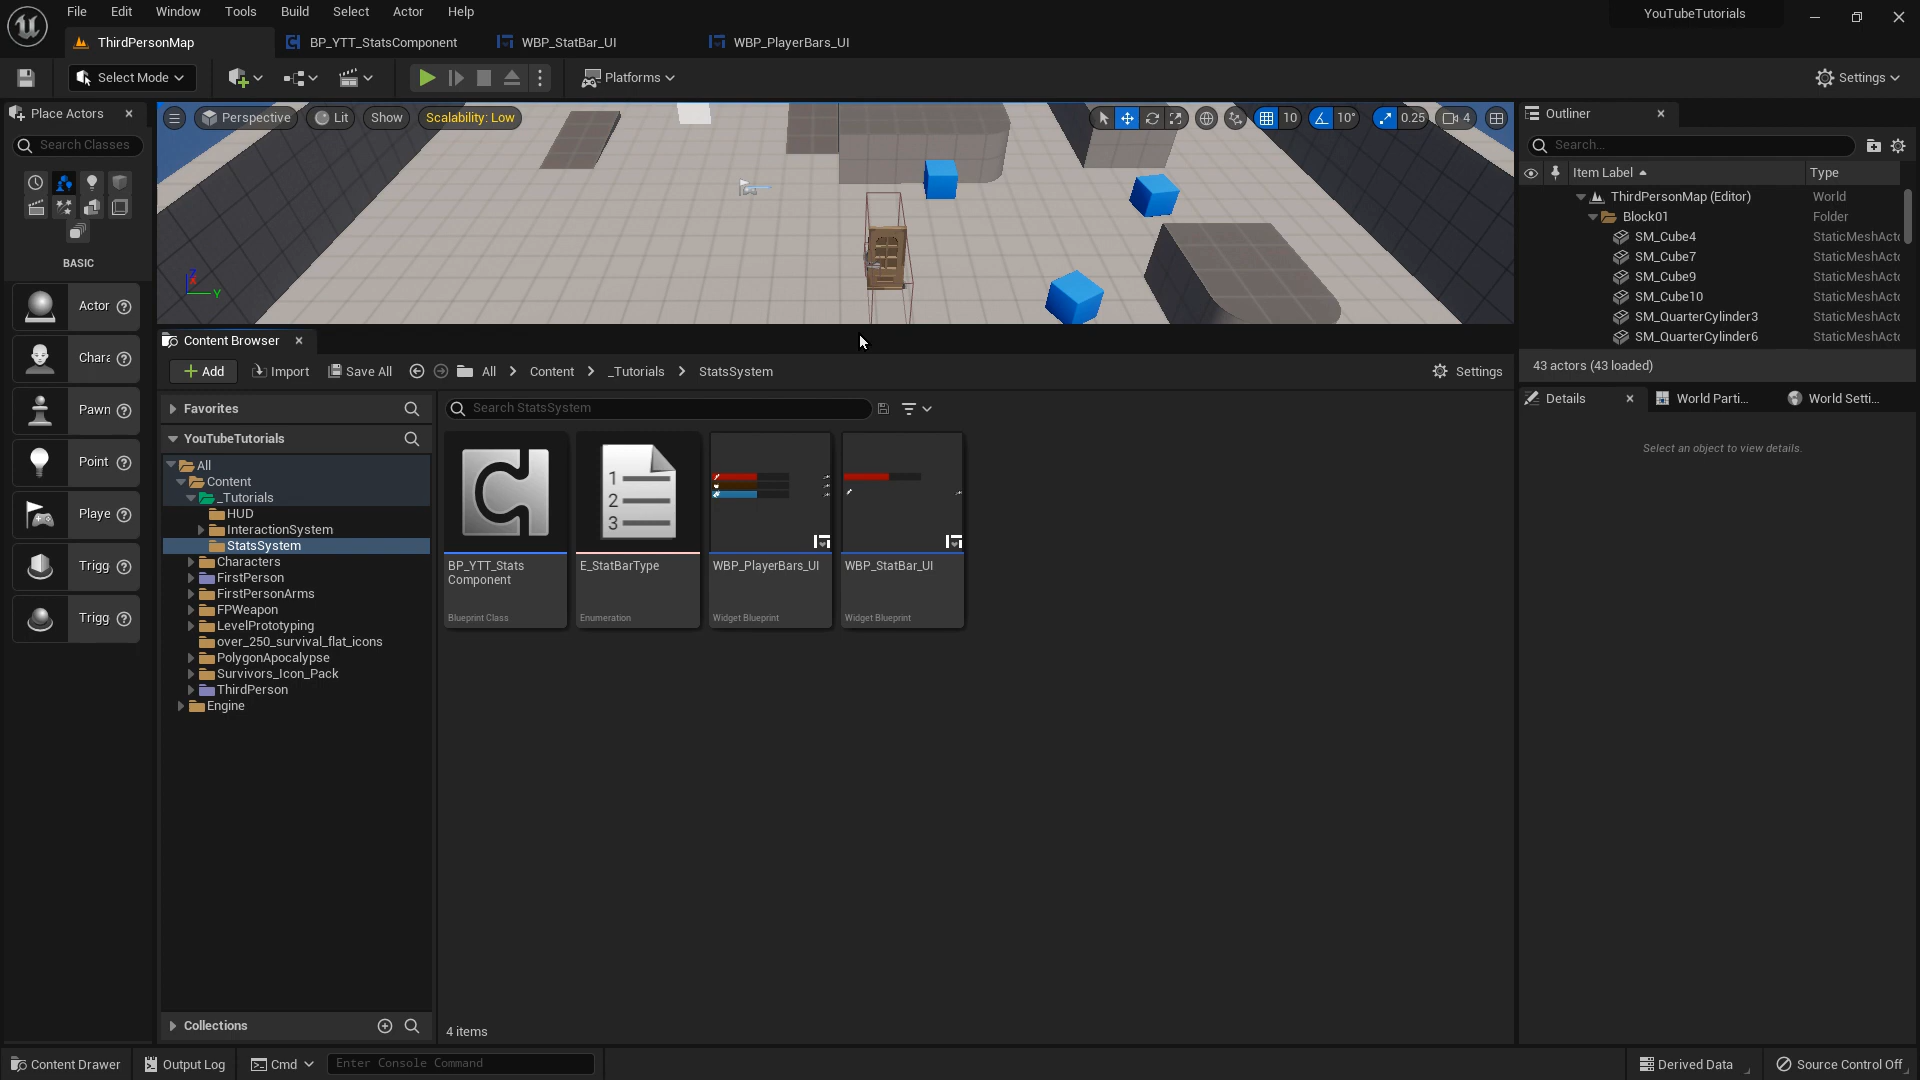 File Edit Window Tools Build Select Actor Help
YouTubeTutorials
ThirdPersonMap
BP_YTT_StatsComponent
WBP_StatBar_UI
WBP_PlayerBars_UI
Select Mode
Platforms
Settings
Place Actors
Search Classes
BASIC
Actor
Chara
Pawn
Point
Playe
Trigg
Trigg
Perspective
Lit
Show
Scalability: Low
10
10°
0.25
4
Z
Y
Content Browser
Add
Import
Save All
All
Content
_Tutorials
StatsSystem
Settings
Favorites
YouTubeTutorials
All
Content
_Tutorials
HUD
InteractionSystem
StatsSystem
Characters
FirstPerson
FirstPersonArms
FPWeapon
LevelPrototyping
over_250_survival_flat_icons
PolygonApocalypse
Survivors_Icon_Pack
ThirdPerson
Engine
Collections
Search StatsSystem
1
2
3
BP_YTT_Stats
Component
Blueprint Class
E_StatBarType
Enumeration
WBP_PlayerBars_UI
Widget Blueprint
WBP_StatBar_UI
Widget Blueprint
4 items
Outliner
Search...
Item Label
Type
ThirdPersonMap (Editor) World
Block01 Folder
SM_Cube4 StaticMeshActo
SM_Cube7 StaticMeshActo
SM_Cube9 StaticMeshActo
SM_Cube10 StaticMeshActo
SM_QuarterCylinder3 StaticMeshActo
SM_QuarterCylinder6 StaticMeshActo
43 actors (43 loaded)
Details
World Parti...
World Setti...
Select an object to view details.
Content Drawer
Output Log
Cmd
Enter Console Command
Derived Data
Source Control Off